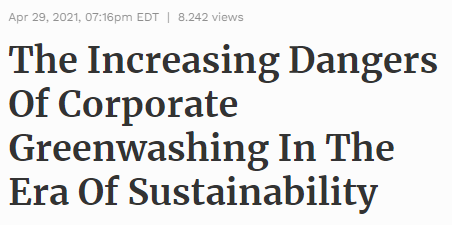 Apr 29, 2021, 07:16pm EDT | 8.242 views
The Increasing Dangers
Of Corporate
Greenwashing In The
Era Of Sustainability